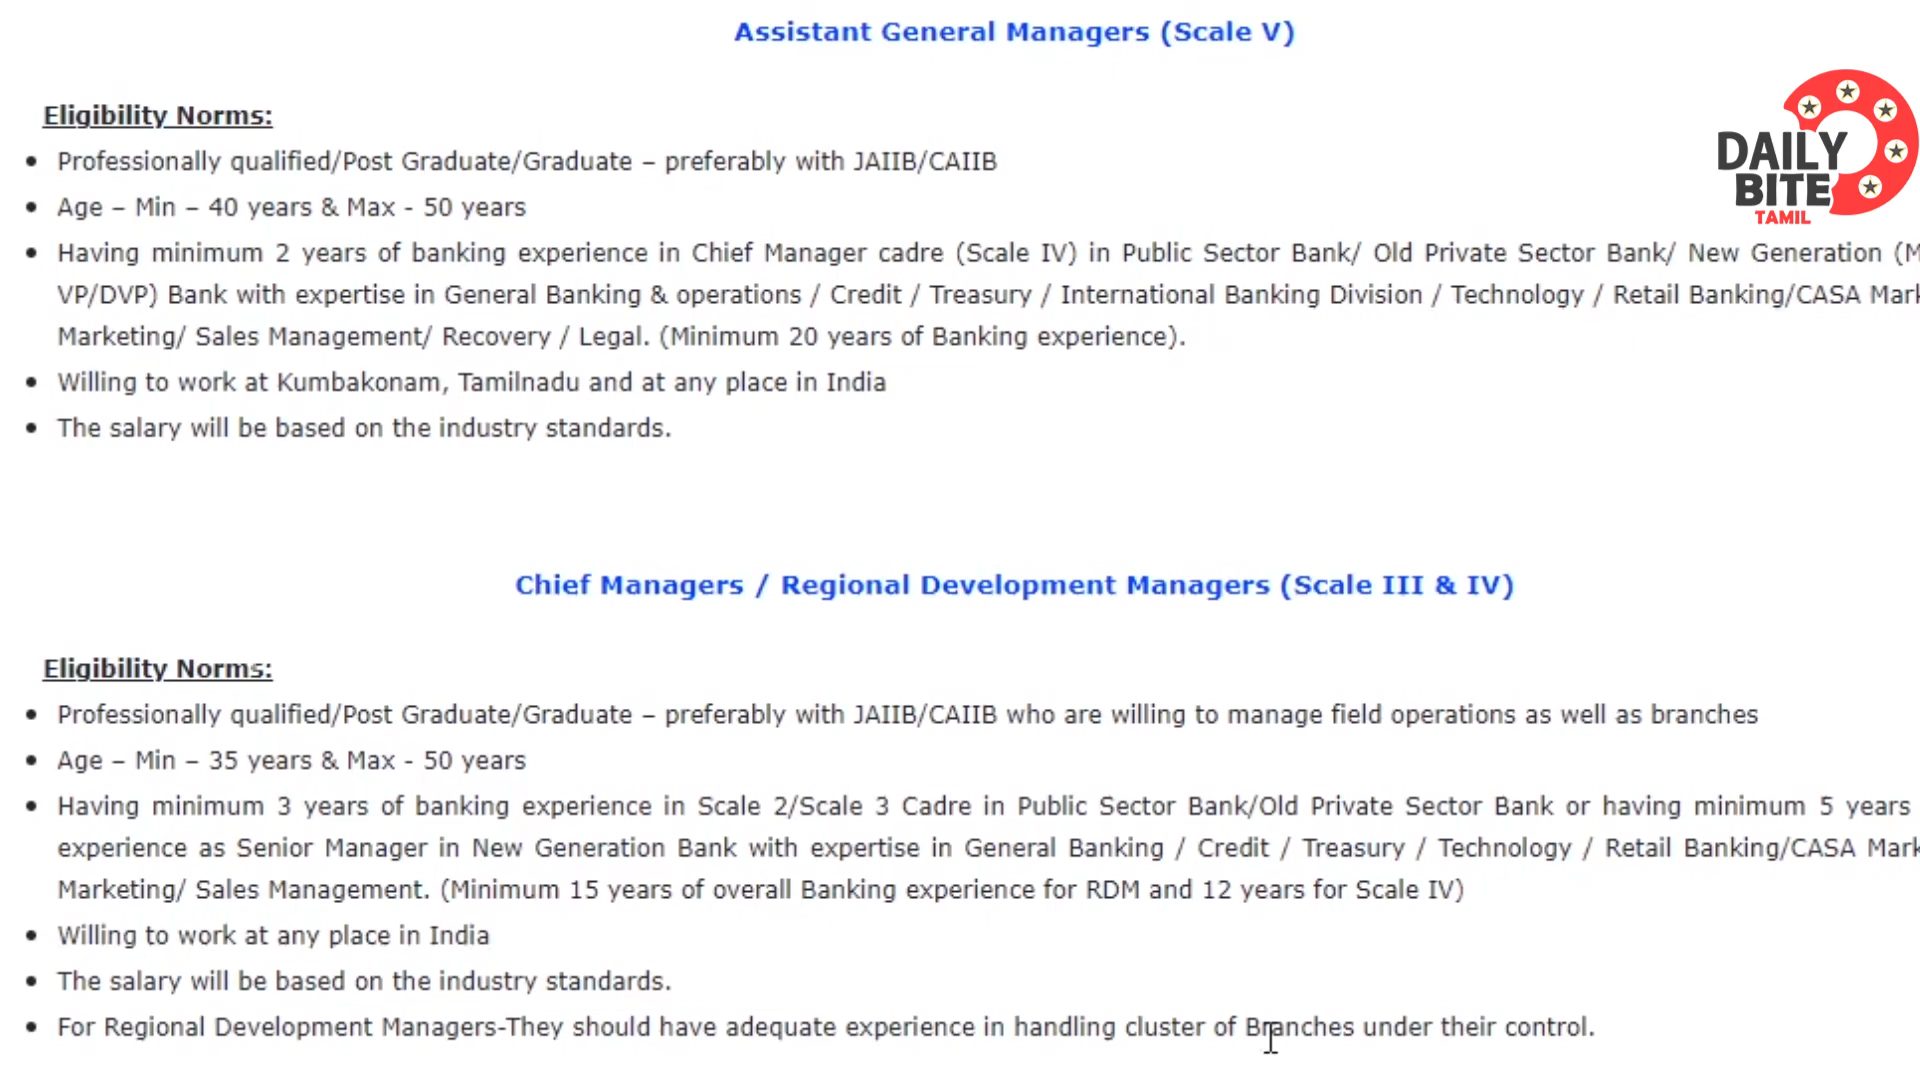 Assistant General Managers (Scale V)
Eligibility Norms:
• Professionally qualified/Post Graduate/Graduate – preferably with JAIIB/CAIIB
• Age – Min – 40 years & Max - 50 years
• Having minimum 2 years of banking experience in Chief Manager cadre (Scale IV) in Public Sector Bank/ Old Private Sector Bank/ New Generation
VP/DVP) Bank with expertise in General Banking & operations / Credit / Treasury / International Banking Division / Technology / Retail Banking/CASA
Marketing/ Sales Management/ Recovery / Legal. (Minimum 20 years of Banking experience).
• Willing to work at Kumbakonam, Tamilnadu and at any place in India
• The salary will be based on the industry standards.
DAILY
BITE
TAMIL
Chief Managers / Regional Development Managers (Scale III & IV)
Eligibility Norms:
• Professionally qualified/Post Graduate/Graduate – preferably with JAIIB/CAIIB who are willing to manage field operations as well as branches
• Age – Min – 35 years & Max - 50 years
• Having minimum 3 years of banking experience in Scale 2/Scale 3 Cadre in Public Sector Bank/Old Private Sector Bank or having minimum 5 years
experience as Senior Manager in New Generation Bank with expertise in General Banking / Credit / Treasury / Technology / Retail Banking/CASA
Marketing/ Sales Management. (Minimum 15 years of overall Banking experience for RDM and 12 years for Scale IV)
• Willing to work at any place in India
• The salary will be based on the industry standards.
• For Regional Development Managers-They should have adequate experience in handling cluster of Branches under their control.